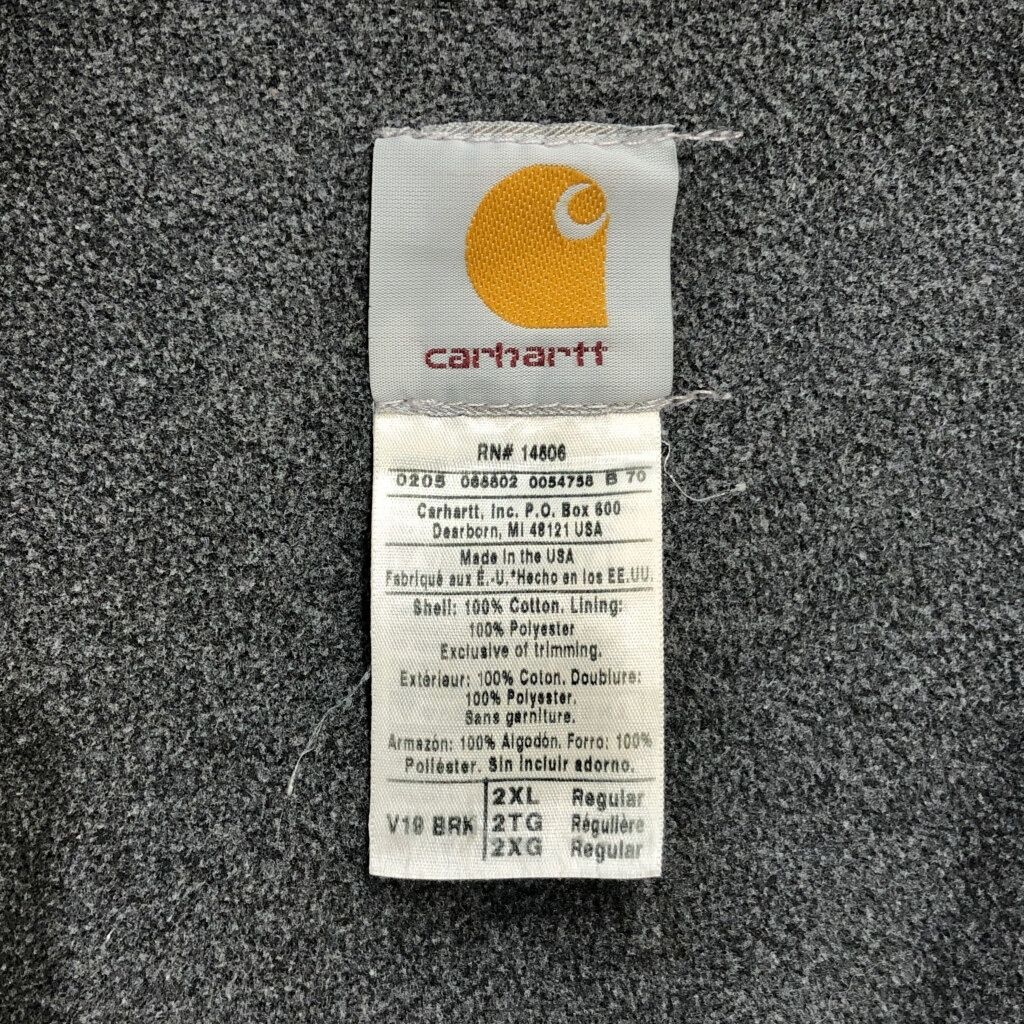 carhartt
RN# 14806
0205 068802 0054758 B 70
Carhartt, Inc. P.O. Box 600
Dearborn, MI 48121 USA
Made in the USA
Fabriqué aux É.-U.*Hecho en los EE.UU.
Shell: 100% Cotton. Lining:
100% Polyester
Exclusive of trimming.
Extérieur: 100% Coton. Doublure:
100% Polyester.
Sans garniture.
Armazón: 100% Algodón. Forro: 100%
Poliéster. Sin incluir adorno.
V19 BRK
2XL Regular
2TG Régulière
2XG Regular